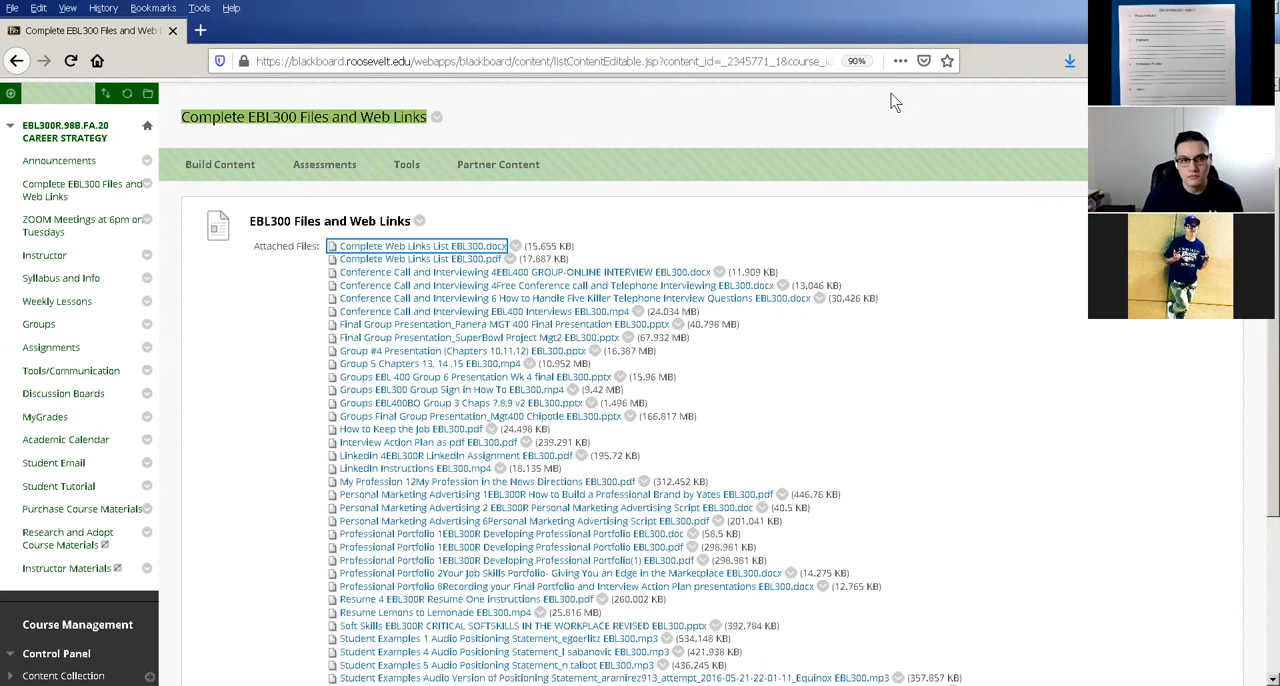 File Edit View History Bookmarks Tools Help
Complete EBL300 Files and Web
https://blackboard.roosevelt.edu/webapps/blackboard/content/listContentEditable.jsp?content_id=_2345771_1&course_i 90%
EBL300R.98B.FA.20
CAREER STRATEGY
Announcements
Complete EBL300 Files and
Web Links
ZOOM Meetings at 6pm on
Tuesdays
Instructor
Syllabus and Info
Weekly Lessons
Groups
Assignments
Tools/Communication
Discussion Boards
MyGrades
Academic Calendar
Student Email
Student Tutorial
Purchase Course Materials
Research and Adopt
Course Materials
Instructor Materials
Course Management
Control Panel
Content Collection
Complete EBL300 Files and Web Links
Build Content Assessments Tools Partner Content
EBL300 Files and Web Links
Attached Files: Complete Web Links List EBL300.docx (15.655 KB)
Complete Web Links List EBL300.pdf (17.887 KB)
Conference Call and Interviewing 4EBL400 GROUP-ONLINE INTERVIEW EBL300.docx (11.909 KB)
Conference Call and Interviewing 4Free Conference call and Telephone Interviewing EBL300.docx (13.046 KB)
Conference Call and Interviewing 6 How to Handle Five Killer Telephone Interview Questions EBL300.docx (30.426 KB)
Conference Call and Interviewing EBL400 Interviews EBL300.mp4 (24.034 MB)
Final Group Presentation_Panera MGT 400 Final Presentation EBL300.pptx (40.798 MB)
Final Group Presentation_SuperBowl Project Mgt2 EBL300.pptx (67.932 MB)
Group #4 Presentation (Chapters 10,11,12) EBL300.pptx (16.387 MB)
Group 5 Chapters 13, 14 ,15 EBL300.mp4 (10.952 MB)
Groups EBL 400 Group 6 Presentation Wk 4 final EBL300.pptx (15.96 MB)
Groups EBL300 Group Sign in How To EBL300.mp4 (9.42 MB)
Groups EBL400BO Group 3 Chaps 7,8,9 v2 EBL300.pptx (1.496 MB)
Groups Final Group Presentation_Mgt400 Chipotle EBL300.pptx (166.817 MB)
How to Keep the Job EBL300.pdf (24.498 KB)
Interview Action Plan as pdf EBL300.pdf (239.291 KB)
Linkedin 4EBL300R LinkedIn Assignment EBL300.pdf (195.72 KB)
LinkedIn Instructions EBL300.mp4 (18.135 MB)
My Profession 12My Profession in the News Directions EBL300.pdf (312.452 KB)
Personal Marketing Advertising 1EBL300R How to Build a Professional Brand by Yates EBL300.pdf (446.76 KB)
Personal Marketing Advertising 2 EBL300R Personal Marketing Advertising Script EBL300.doc (40.5 KB)
Personal Marketing Advertising 6Personal Marketing Advertising Script EBL300.pdf (201.041 KB)
Professional Portfolio 1EBL300R Developing Professional Portfolio EBL300.doc (58.5 KB)
Professional Portfolio 1EBL300R Developing Professional Portfolio EBL300.pdf (298.981 KB)
Professional Portfolio 1EBL300R Developing Professional Portfolio(1) EBL300.pdf (298.981 KB)
Professional Portfolio 2Your Job Skills Portfolio- Giving You an Edge in the Marketplace EBL300.docx (14.275 KB)
Professional Portfolio 8Recording your Final Portfolio and Interview Action Plan presentations EBL300.docx (12.765 KB)
Resume 4 EBL300R Resume One instructions EBL300.pdf (260.002 KB)
Resume Lemons to Lemonade EBL300.mp4 (25.816 MB)
Soft Skills EBL300R CRITICAL SOFTSKILLS IN THE WORKPLACE REVISED EBL300.pptx (392.784 KB)
Student Examples 1 Audio Positioning Statement_egoerlitz EBL300.mp3 (534.148 KB)
Student Examples 4 Audio Positioning Statement_l sabanovic EBL300.mp3 (421.938 KB)
Student Examples 5 Audio Positioning Statement_n talbot EBL300.mp3 (436.245 KB)
Student Examples Audio Version of Positioning Statement_aramirez913_attempt_2016-05-21-22-01-11_Equinox EBL300.mp3 (357.857 KB)